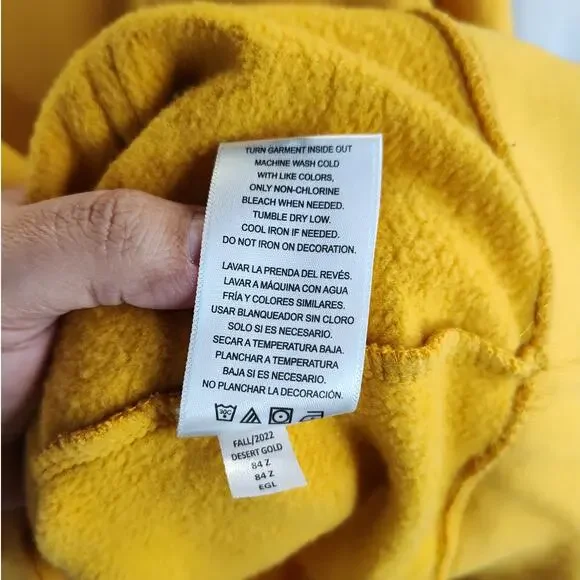 TURN GARMENT INSIDE OUT
MACHINE WASH COLD
WITH LIKE COLORS,
ONLY NON-CHLORINE
BLEACH WHEN NEEDED.
TUMBLE DRY LOW.
COOL IRON IF NEEDED.
DO NOT IRON ON DECORATION.
LAVAR LA PRENDA DEL REVÉS.
LAVAR A MÁQUINA CON AGUA
FRÍA Y COLORES SIMILARES.
USAR BLANQUEADOR SIN CLORO
SOLO SI ES NECESARIO.
SECAR A TEMPERATURA BAJA.
PLANCHAR A TEMPERATURA
BAJA SI ES NECESARIO.
NO PLANCHAR LA DECORACIÓN.
30C
FALL/2022
DESERT GOLD
84 Z
84 Z
EGL